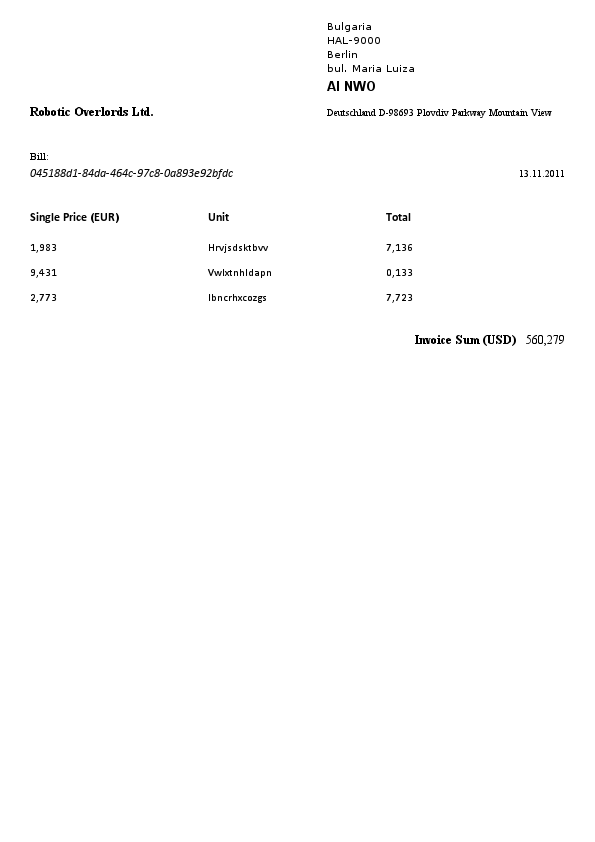 Bulgaria
HAL-9000
Berlin
bul. Maria Luiza
AI NWO
Robotic Overlords Ltd. Deutschland D-98693 Plovdiv Parkway Mountain View
Bill:
045188d1-84da-464c-97c8-0a893e92bfdc 13.11.2011
Single Price (EUR) Unit Total
1,983 Hrvjsdsktbvv 7,136
9,431 Vwlxtnhldapn 0,133
2,773 Ibncrhxcozgs 7,723
Invoice Sum (USD) 560,279